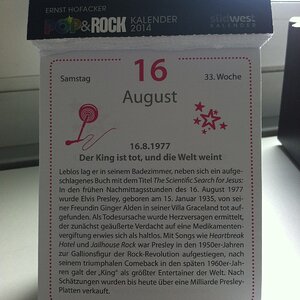 ERNST HOFACKER
POP&ROCK KALENDER 2014
südwest
KALENDER
Samstag 16 33. Woche
August
16.8.1977
Der King ist tot, und die Welt weint
Leblos lag er in seinem Badezimmer, neben sich ein aufge-
schlagenes Buch mit dem Titel The Scientific Search for Jesus:
In den frühen Nachmittagsstunden des 16. August 1977
wurde Elvis Presley, geboren am 15. Januar 1935, von
seiner Freundin Ginger Alden in seiner Villa Graceland tot auf-
gefunden. Als Todesursache wurde Herzversagen ermittelt,
der zunächst geäußerte Verdacht auf eine Medikamenten-
vergiftung erwies sich als haltlos. Mit Songs wie Heartbreak
Hotel und Jailhouse Rock war Presley in den 1950er-Jahren
zur Galionsfigur der Rock-Revolution aufgestiegen, nach
seinem triumphalen Comeback in den späten 1960er-Jah-
ren galt der „King" als größter Entertainer der Welt. Nach
Schätzungen wurden bis heute über eine Milliarde Presley-
Platten verkauft.